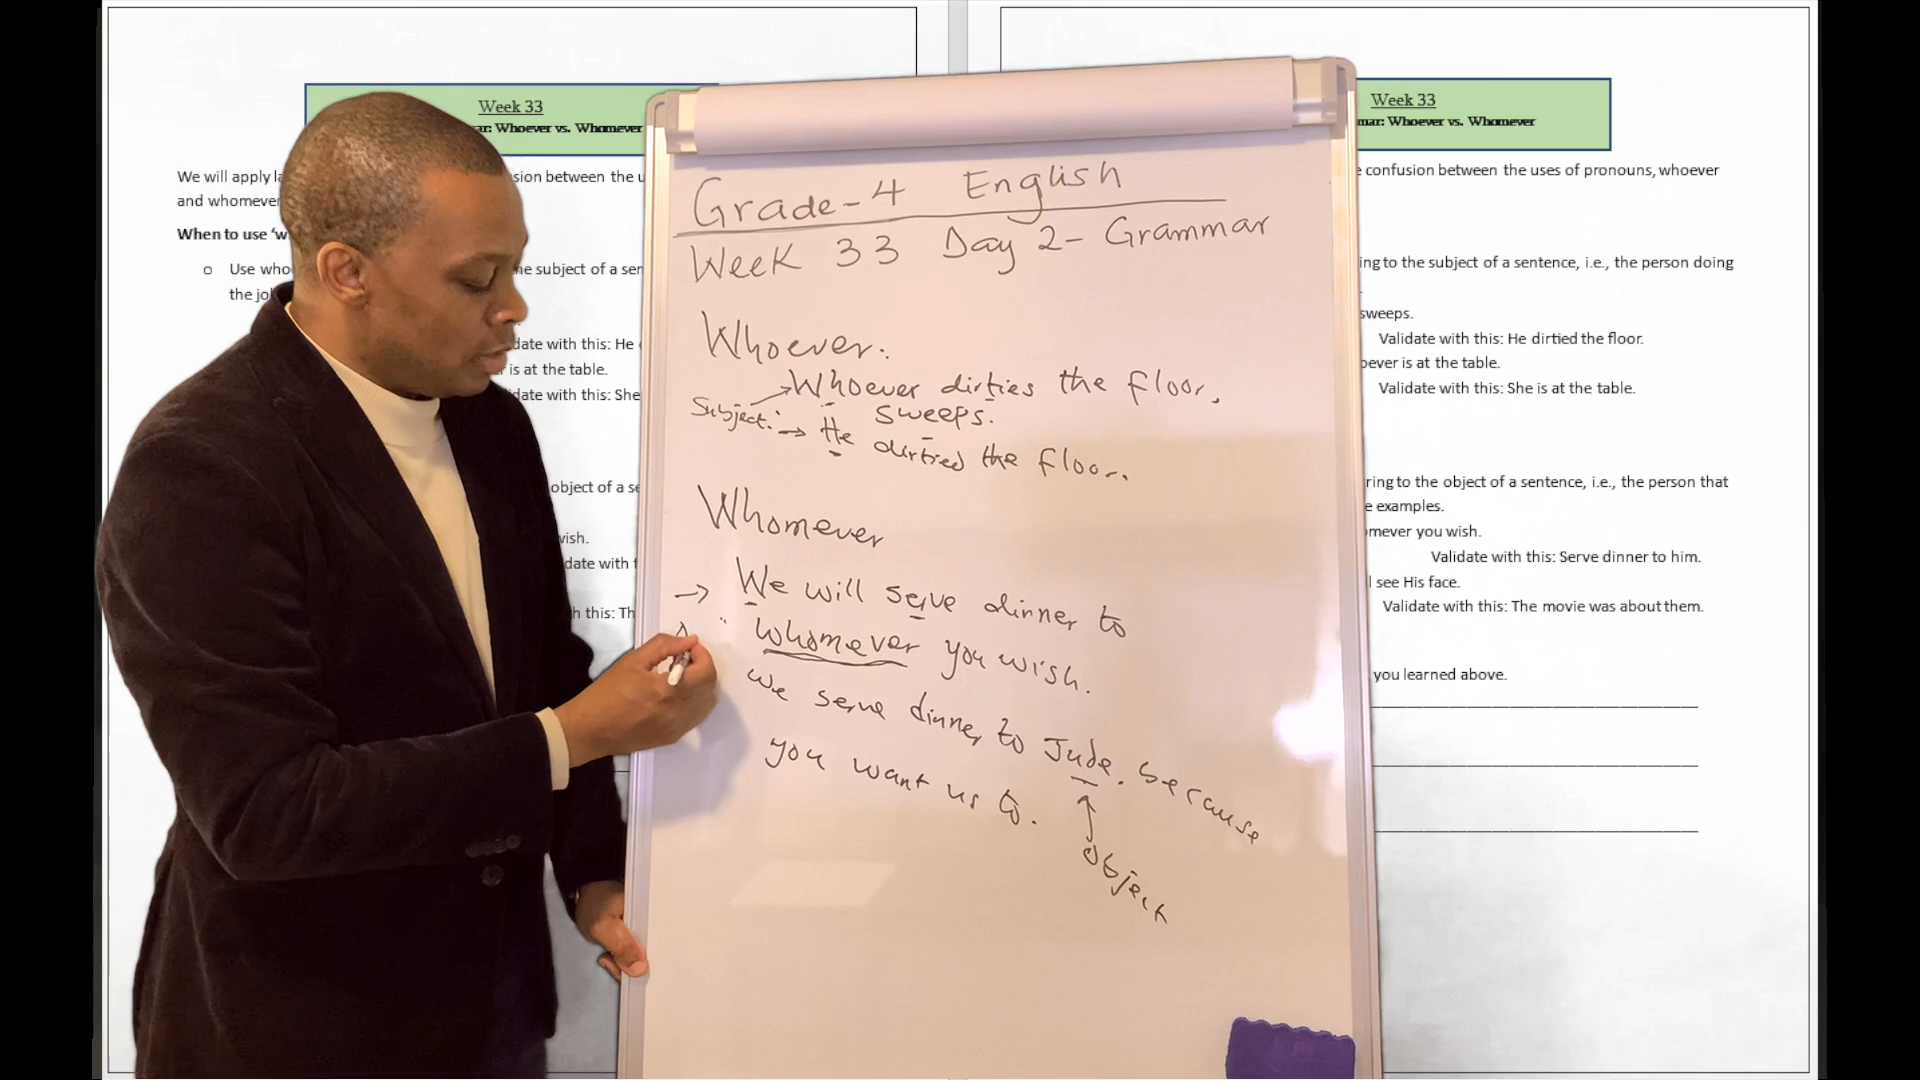 Week 33
ar: Whoever vs. Whomever
We will apply la
sion between the u
and whomever
When to use ‘w
Use who
ne subject of a sen
the jo
date with this: He
is at the table.
date with this: She
object of a se
vish.
date with t
h this: Th
Grade-4 English
Week 33 Day 2- Grammar
Whoever:
Whoever dirties the floor,
Subject:
sweeps.
He dirtied the floor.
Whomever
We will serve dinner to
whomever you wish.
We serve dinner to Jude. because
you want us to.
object
Week 33
mar: Whoever vs. Whomever
e confusion between the uses of pronouns, whoever
ing to the subject of a sentence, i.e., the person doing
sweeps.
Validate with this: He dirtied the floor.
ever is at the table.
Validate with this: She is at the table.
ring to the object of a sentence, i.e., the person that
e examples.
mever you wish.
Validate with this: Serve dinner to him.
l see His face.
Validate with this: The movie was about them.
you learned above.